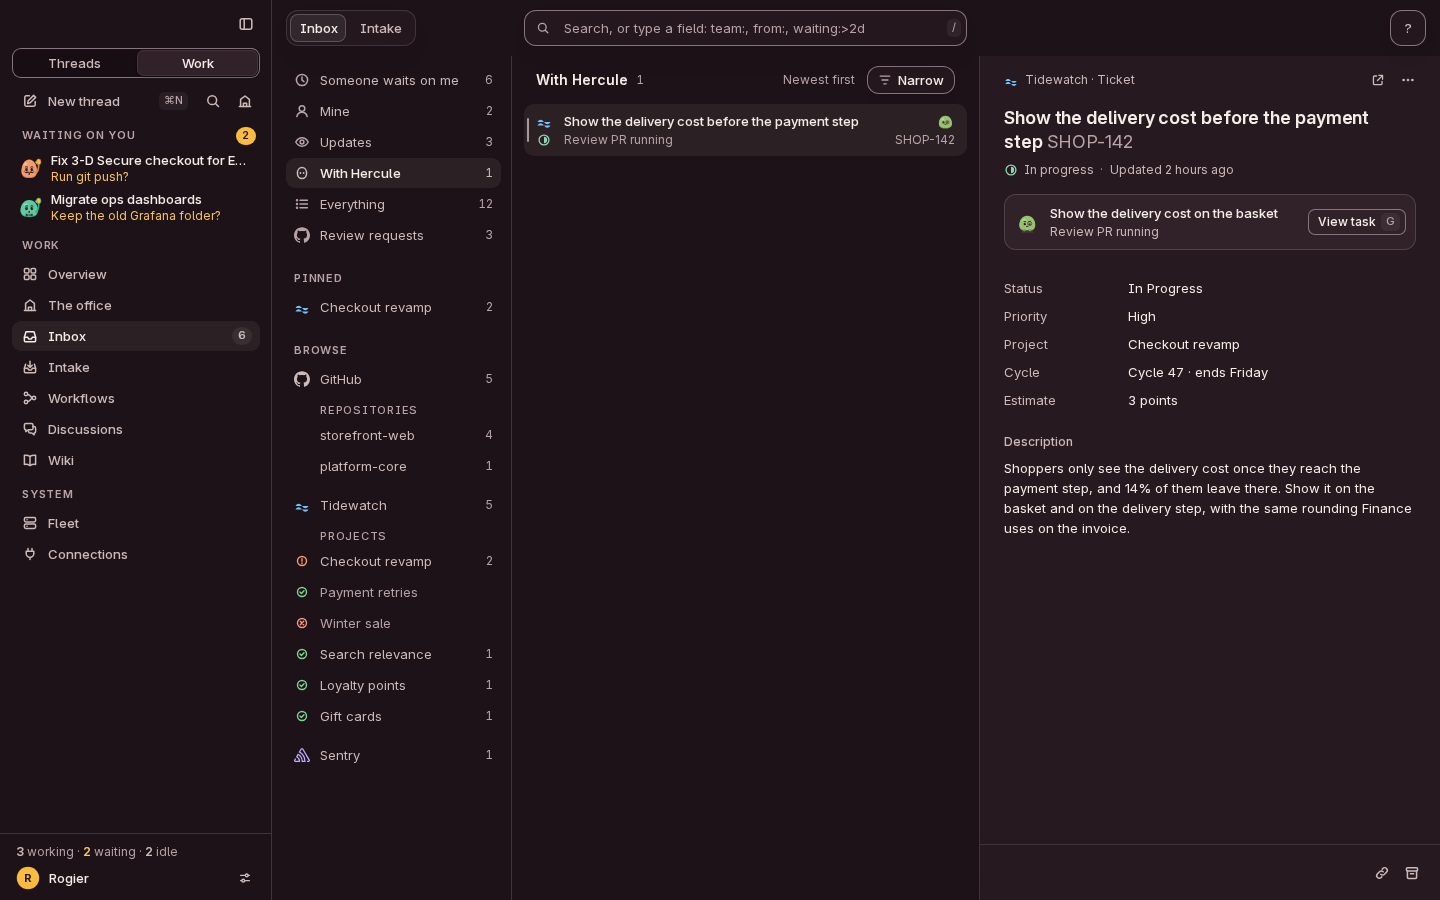 Threads
Work
New thread
⌘N
WAITING ON YOU
2
Fix 3-D Secure checkout for E…
Run git push?
Migrate ops dashboards
Keep the old Grafana folder?
WORK
Overview
The office
Inbox
6
Intake
Workflows
Discussions
Wiki
SYSTEM
Fleet
Connections
3 working · 2 waiting · 2 idle
R
Rogier
Inbox
Intake
Someone waits on me
6
Mine
2
Updates
3
With Hercule
1
Everything
12
Review requests
3
PINNED
Checkout revamp
2
BROWSE
GitHub
5
REPOSITORIES
storefront-web
4
platform-core
1
Tidewatch
5
PROJECTS
Checkout revamp
2
Payment retries
Winter sale
Search relevance
1
Loyalty points
1
Gift cards
1
Sentry
1
Search, or type a field: team:, from:, waiting:>2d
/
?
With Hercule 1
Newest first
Narrow
Show the delivery cost before the payment step
Review PR running
SHOP-142
Tidewatch · Ticket
Show the delivery cost before the payment
step SHOP-142
In progress · Updated 2 hours ago
Show the delivery cost on the basket
Review PR running
View task G
Status
In Progress
Priority
High
Project
Checkout revamp
Cycle
Cycle 47 · ends Friday
Estimate
3 points
Description
Shoppers only see the delivery cost once they reach the
payment step, and 14% of them leave there. Show it on the
basket and on the delivery step, with the same rounding Finance
uses on the invoice.